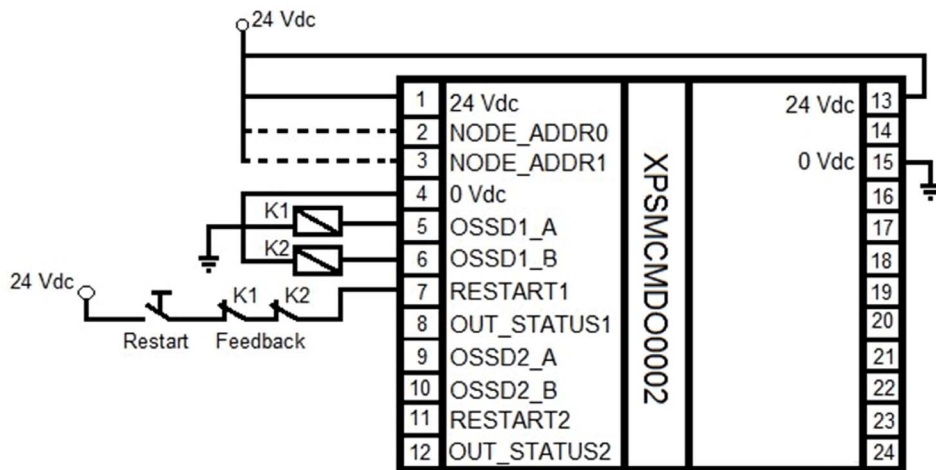 24 Vdc
1 24 Vdc 24 Vdc 13
2 NODE_ADDR0 14
3 NODE_ADDR1 0 Vdc 15
4 0 Vdc 16
K1 5 OSSD1_A 17
K2 6 OSSD1_B 18
24 Vdc K1 K2 7 RESTART1 19
Restart Feedback 8 OUT_STATUS1 20
9 OSSD2_A 21
10 OSSD2_B 22
11 RESTART2 23
12 OUT_STATUS2 24
XPSMCMDO0002